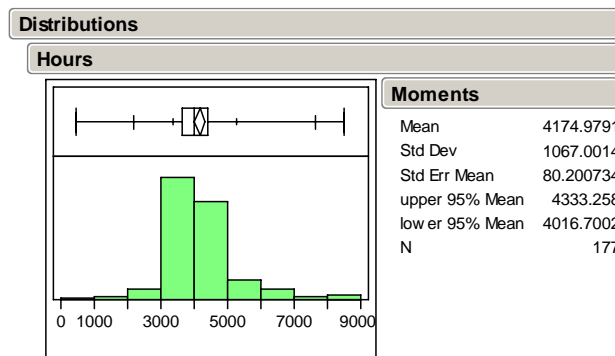 Distributions
Hours
Moments
Mean 4174.9791
Std Dev 1067.0014
Std Err Mean 80.200734
upper 95% Mean 4333.258
lower 95% Mean 4016.7002
N 177
0 1000 3000 5000 7000 9000